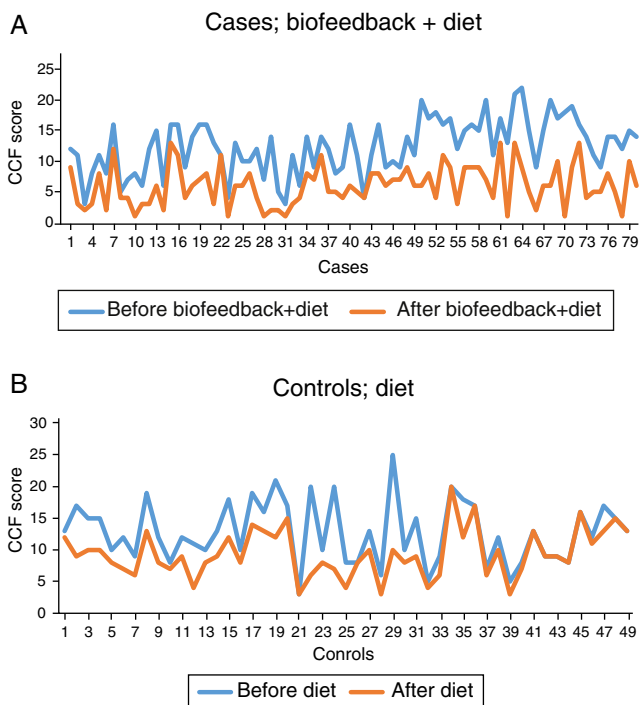 A
Cases; biofeedback + diet
CCF score
25
20
15
10
5
0
1 4 7 10 13 16 19 22 25 28 31 34 37 40 43 46 49 52 55 58 61 64 67 70 73 76 79
Cases
Before biofeedback+diet After biofeedback+diet
B
Controls; diet
CCF score
30
25
20
15
10
5
0
1 3 5 7 9 11 13 15 17 19 21 23 25 27 29 31 33 35 37 39 41 43 45 47 49
Conrols
Before diet After diet